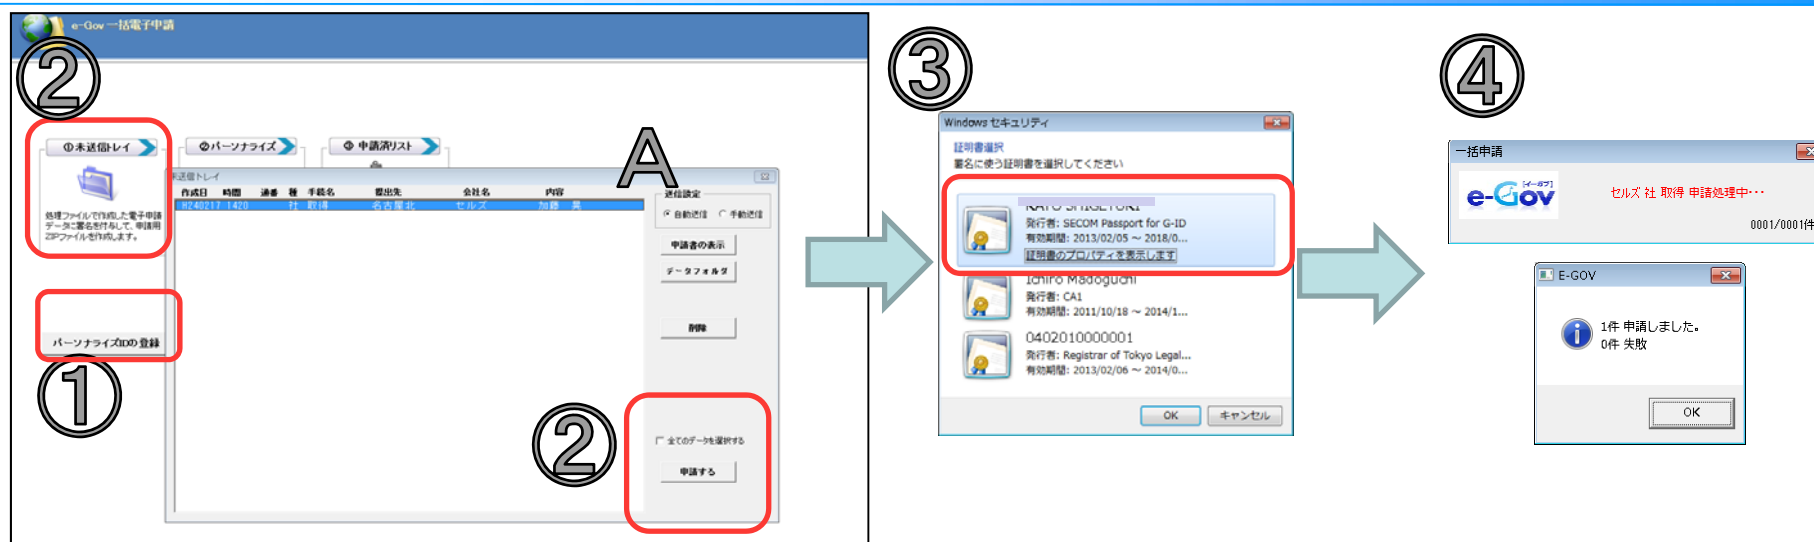 e-Gov 一括電子申請
②
①未送信トレイ
②パーソナライズ
③ 申請済リスト
処理ファイルで作成した電子申請
データに署名を付与して、申請用
ZIPファイルを作成します。
パーソナライズIDの登録
①
未送信トレイ
作成日 時間 通番 種 手続名 提出先 会社名 内容
H240217 1420 社 取得 名古屋北 セルズ 加藤 晃
A
送信設定
自動送信 手動送信
申請書の表示
データフォルダ
削除
②
全てのデータを選択する
申請する
③
Windows セキュリティ
証明書選択
署名に使う証明書を選択してください
KATO SHIGEYUKI
発行者: SECOM Passport for G-ID
有効期間: 2013/02/05 ～ 2018/0...
証明書のプロパティを表示します
Ichiro Madoguchi
発行者: CA1
有効期間: 2011/10/18 ～ 2014/1...
0402010000001
発行者: Registrar of Tokyo Legal...
有効期間: 2013/02/06 ～ 2014/0...
OK キャンセル
④
一括申請
e-Gov [イーガブ]
セルズ 社 取得 申請処理中･･･
0001/0001件
E-GOV
1件 申請しました。
0件 失敗
OK